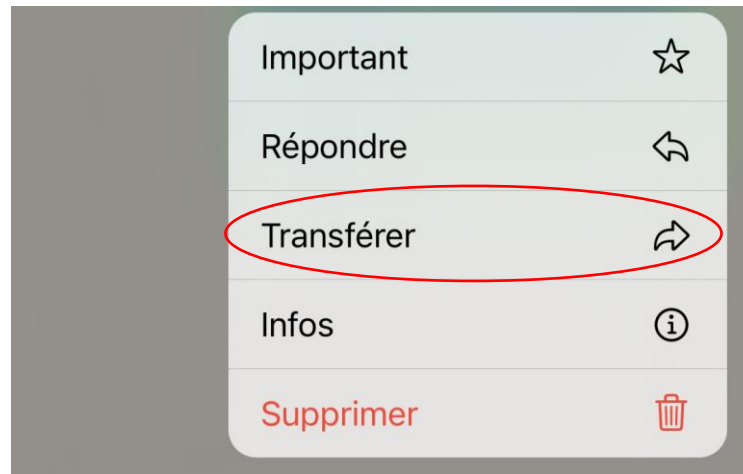 Important
Répondre
Transférer
Infos
Supprimer